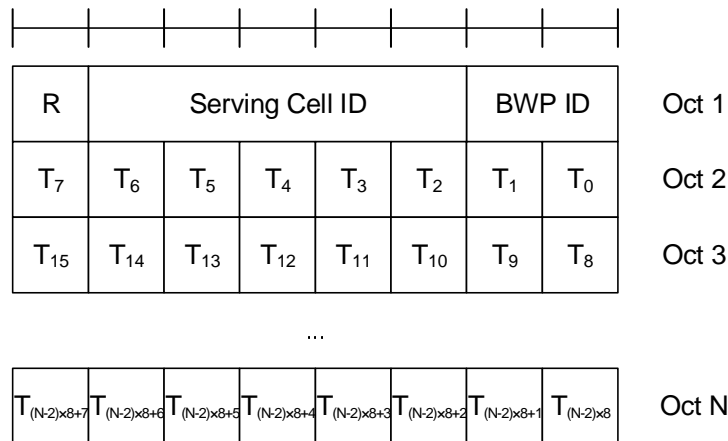 R Serving Cell ID BWP ID Oct 1
T7 T6 T5 T4 T3 T2 T1 T0 Oct 2
T15 T14 T13 T12 T11 T10 T9 T8 Oct 3
...
T(N-2)×8+7 T(N-2)×8+6 T(N-2)×8+5 T(N-2)×8+4 T(N-2)×8+3 T(N-2)×8+2 T(N-2)×8+1 T(N-2)×8 Oct N